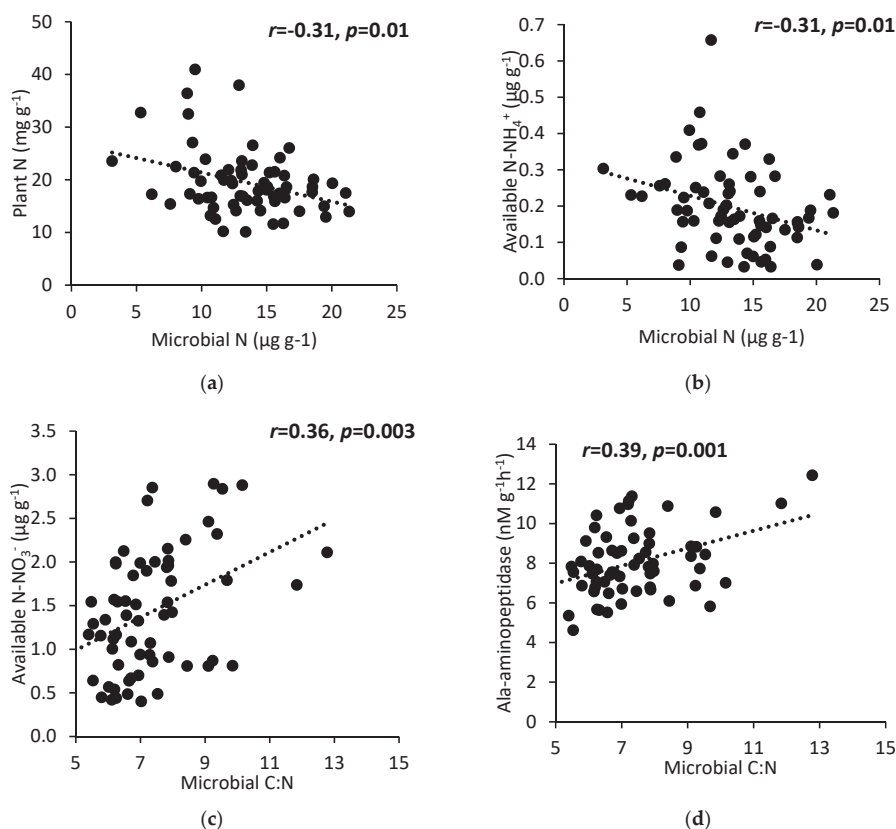 r=-0.31, p=0.01
Plant N (mg g⁻¹)
50
40
30
20
10
0
0 5 10 15 20 25
Microbial N (μg g-1)
(a)
r=-0.31, p=0.01
Available N-NH₄⁺ (μg g⁻¹)
0.7
0.6
0.5
0.4
0.3
0.2
0.1
0.0
0 5 10 15 20 25
Microbial N (μg g-1)
(b)
r=0.36, p=0.003
Available N-NO₃⁻ (μg g⁻¹)
3.5
3.0
2.5
2.0
1.5
1.0
0.5
0.0
5 7 9 11 13 15
Microbial C:N
(c)
r=0.39, p=0.001
Ala-aminopeptidase (nM g⁻¹h⁻¹)
14
12
10
8
6
4
2
0
5 7 9 11 13 15
Microbial C:N
(d)